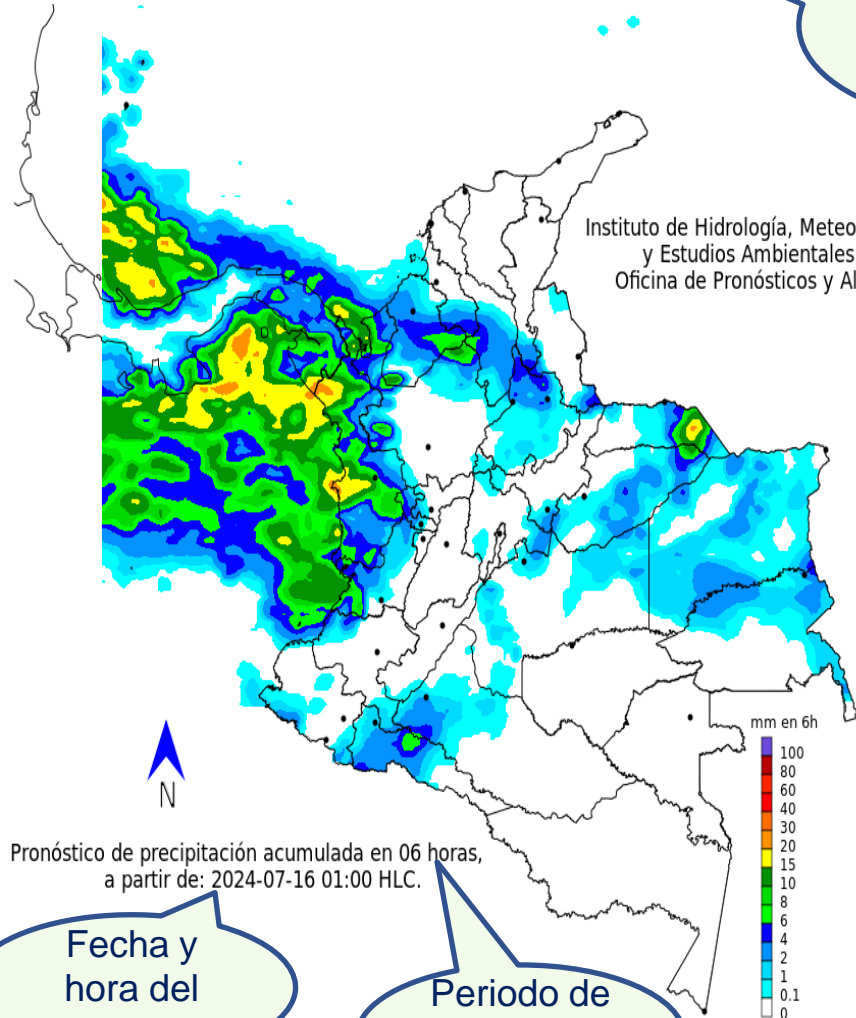 Instituto de Hidrología,
y Estudios Ambientales
Oficina de Pronósticos y
N
mm en 6h
100
80
60
40
30
20
15
10
8
6
4
2
1
0.1
0
Pronóstico de precipitación acumulada en 06 horas,
a partir de: 2024-07-16 01:00 HLC.
Fecha y
hora del
Periodo de